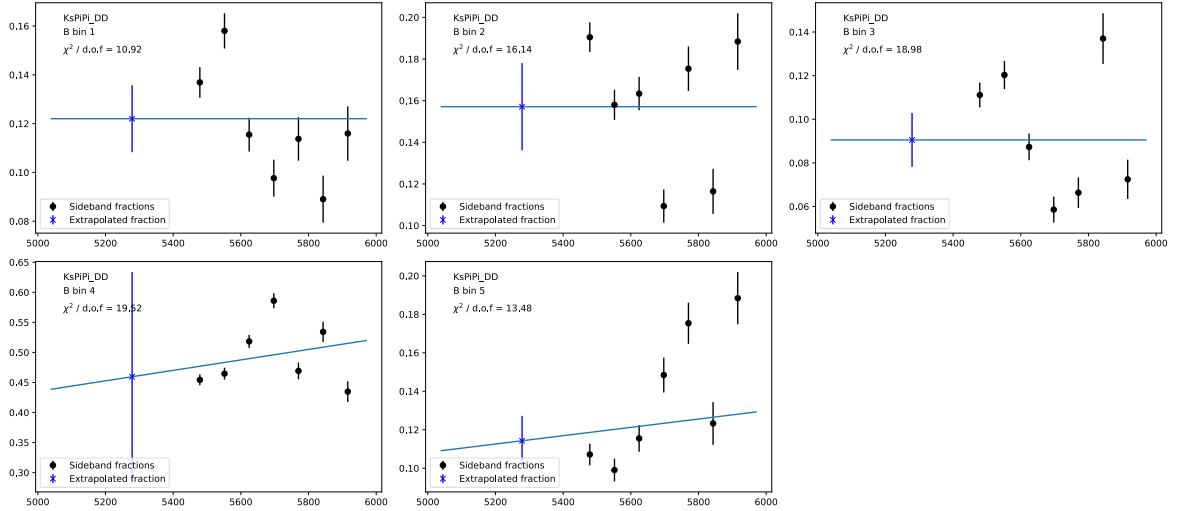 0.16
0.14
0.12
0.10
0.08
KsPiPi_DD
B bin 1
χ² / d.o.f = 10.92
Sideband fractions
Extrapolated fraction
5000 5200 5400 5600 5800 6000
0.20
0.18
0.16
0.14
0.12
0.10
KsPiPi_DD
B bin 2
χ² / d.o.f = 16.14
Sideband fractions
Extrapolated fraction
5000 5200 5400 5600 5800 6000
0.14
0.12
0.10
0.08
0.06
KsPiPi_DD
B bin 3
χ² / d.o.f = 18.98
Sideband fractions
Extrapolated fraction
5000 5200 5400 5600 5800 6000
0.65
0.60
0.55
0.50
0.45
0.40
0.35
0.30
KsPiPi_DD
B bin 4
χ² / d.o.f = 19.52
Sideband fractions
Extrapolated fraction
5000 5200 5400 5600 5800 6000
0.20
0.18
0.16
0.14
0.12
0.10
KsPiPi_DD
B bin 5
χ² / d.o.f = 13.48
Sideband fractions
Extrapolated fraction
5000 5200 5400 5600 5800 6000